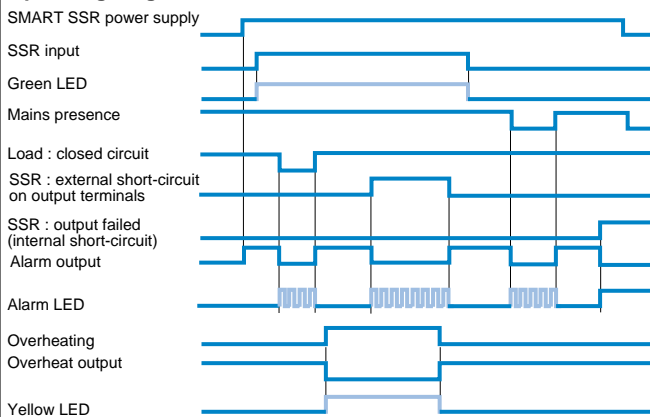 SMART SSR power supply
SSR input
Green LED
Mains presence
Load : closed circuit
SSR : external short-circuit
on output terminals
SSR : output failed
(internal short-circuit)
Alarm output
Alarm LED
Overheating
Overheat output
Yellow LED